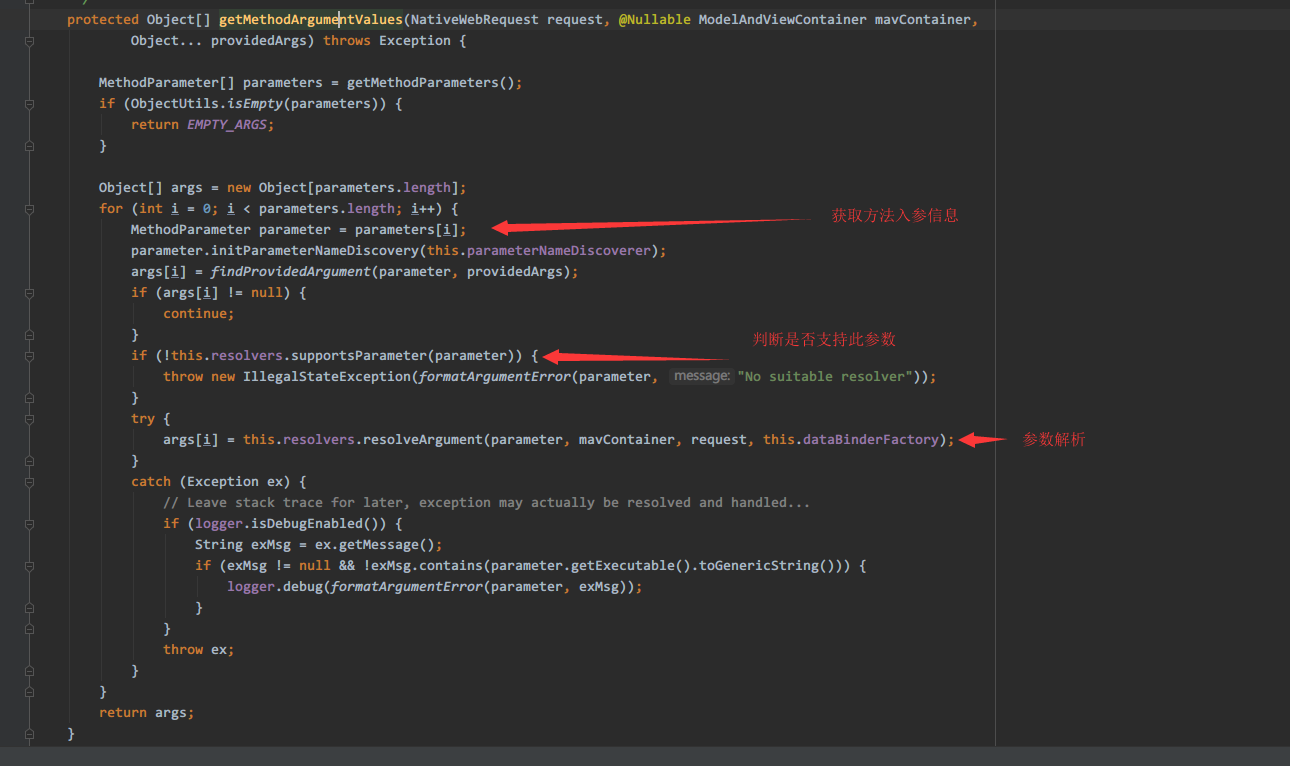 protected Object[] getMethodArgumentValues(NativeWebRequest request, @Nullable ModelAndViewContainer mavContainer,
Object... providedArgs) throws Exception {
MethodParameter[] parameters = getMethodParameters();
if (ObjectUtils.isEmpty(parameters)) {
return EMPTY_ARGS;
}
Object[] args = new Object[parameters.length];
for (int i = 0; i < parameters.length; i++) {
获取方法入参信息
MethodParameter parameter = parameters[i];
parameter.initParameterNameDiscovery(this.parameterNameDiscoverer);
args[i] = findProvidedArgument(parameter, providedArgs);
if (args[i] != null) {
continue;
}
判断是否支持此参数
if (!this.resolvers.supportsParameter(parameter)) {
throw new IllegalStateException(formatArgumentError(parameter, message: "No suitable resolver"));
}
try {
args[i] = this.resolvers.resolveArgument(parameter, mavContainer, request, this.dataBinderFactory);
参数解析
}
catch (Exception ex) {
// Leave stack trace for later, exception may actually be resolved and handled...
if (logger.isDebugEnabled()) {
String exMsg = ex.getMessage();
if (exMsg != null && !exMsg.contains(parameter.getExecutable().toGenericString())) {
logger.debug(formatArgumentError(parameter, exMsg));
}
}
throw ex;
}
}
return args;
}